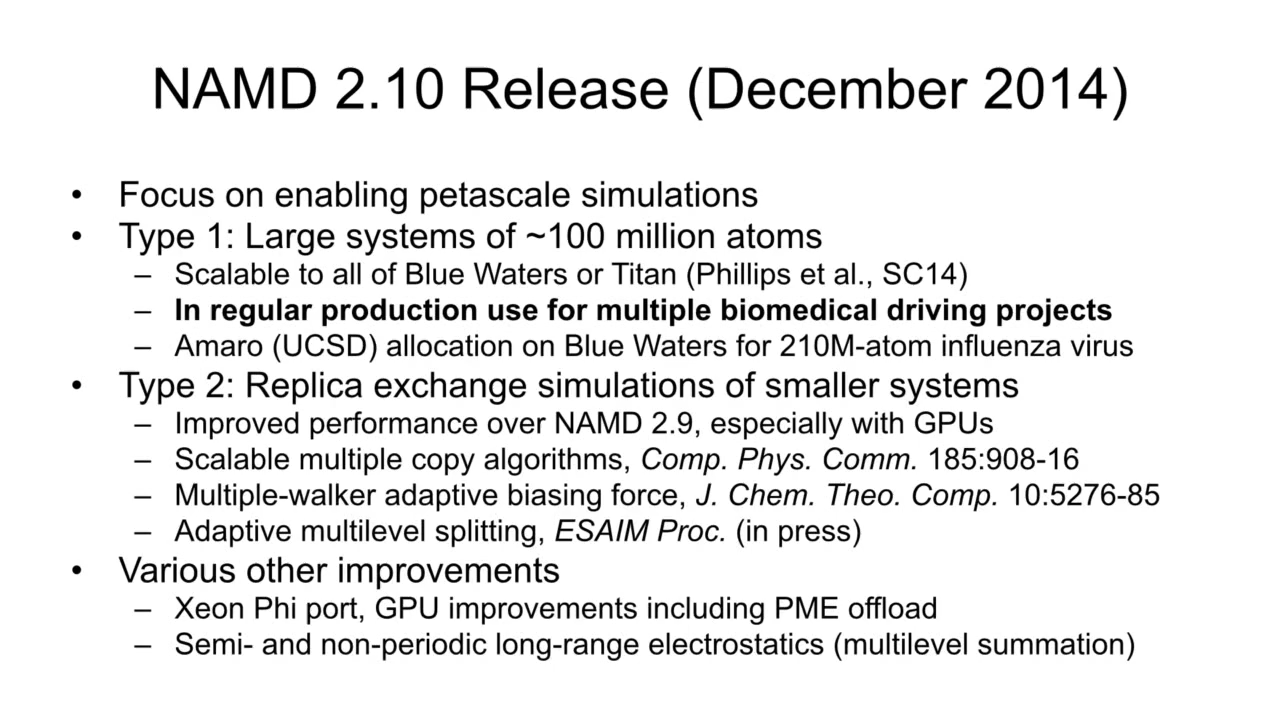 NAMD 2.10 Release (December 2014)
• Focus on enabling petascale simulations
• Type 1: Large systems of ~100 million atoms
– Scalable to all of Blue Waters or Titan (Phillips et al., SC14)
– In regular production use for multiple biomedical driving projects
– Amaro (UCSD) allocation on Blue Waters for 210M-atom influenza virus
• Type 2: Replica exchange simulations of smaller systems
– Improved performance over NAMD 2.9, especially with GPUs
– Scalable multiple copy algorithms, Comp. Phys. Comm. 185:908-16
– Multiple-walker adaptive biasing force, J. Chem. Theo. Comp. 10:5276-85
– Adaptive multilevel splitting, ESAIM Proc. (in press)
• Various other improvements
– Xeon Phi port, GPU improvements including PME offload
– Semi- and non-periodic long-range electrostatics (multilevel summation)